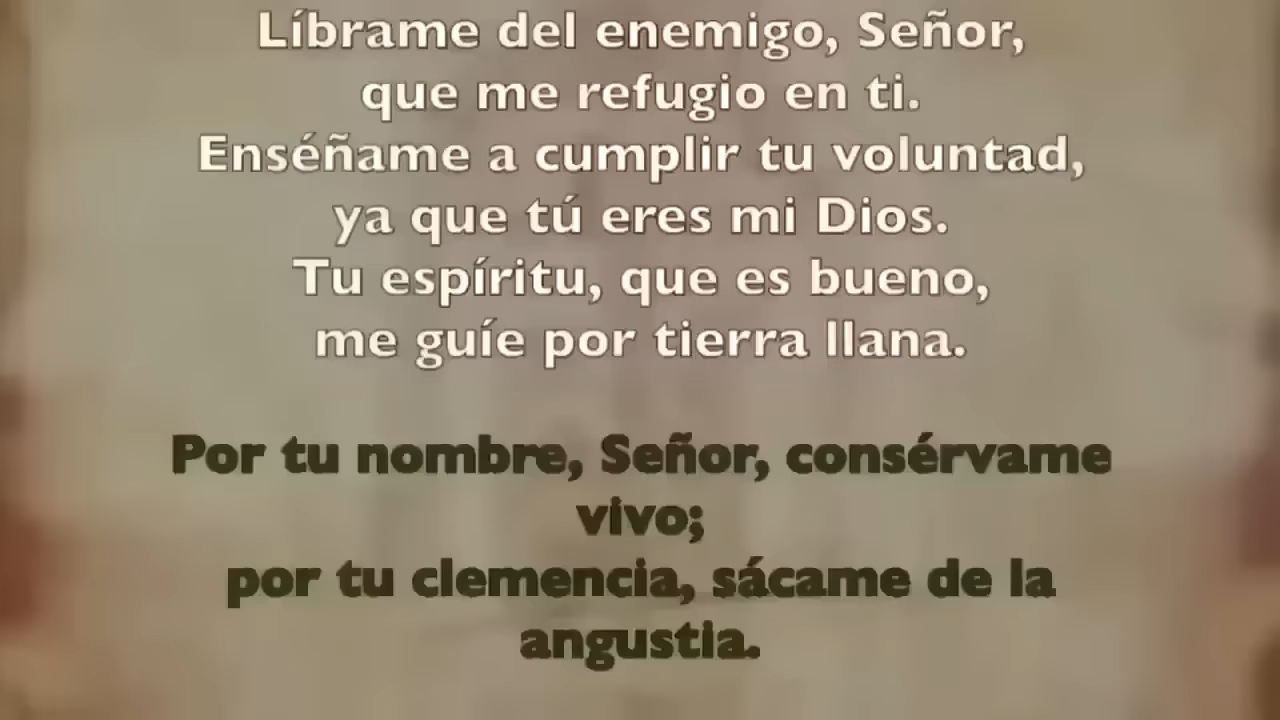 Líbrame del enemigo, Señor,
que me refugio en ti.
Enséñame a cumplir tu voluntad,
ya que tú eres mi Dios.
Tu espíritu, que es bueno,
me guíe por tierra llana.
Por tu nombre, Señor, consérvame
vivo;
por tu clemencia, sácame de la
angustia.